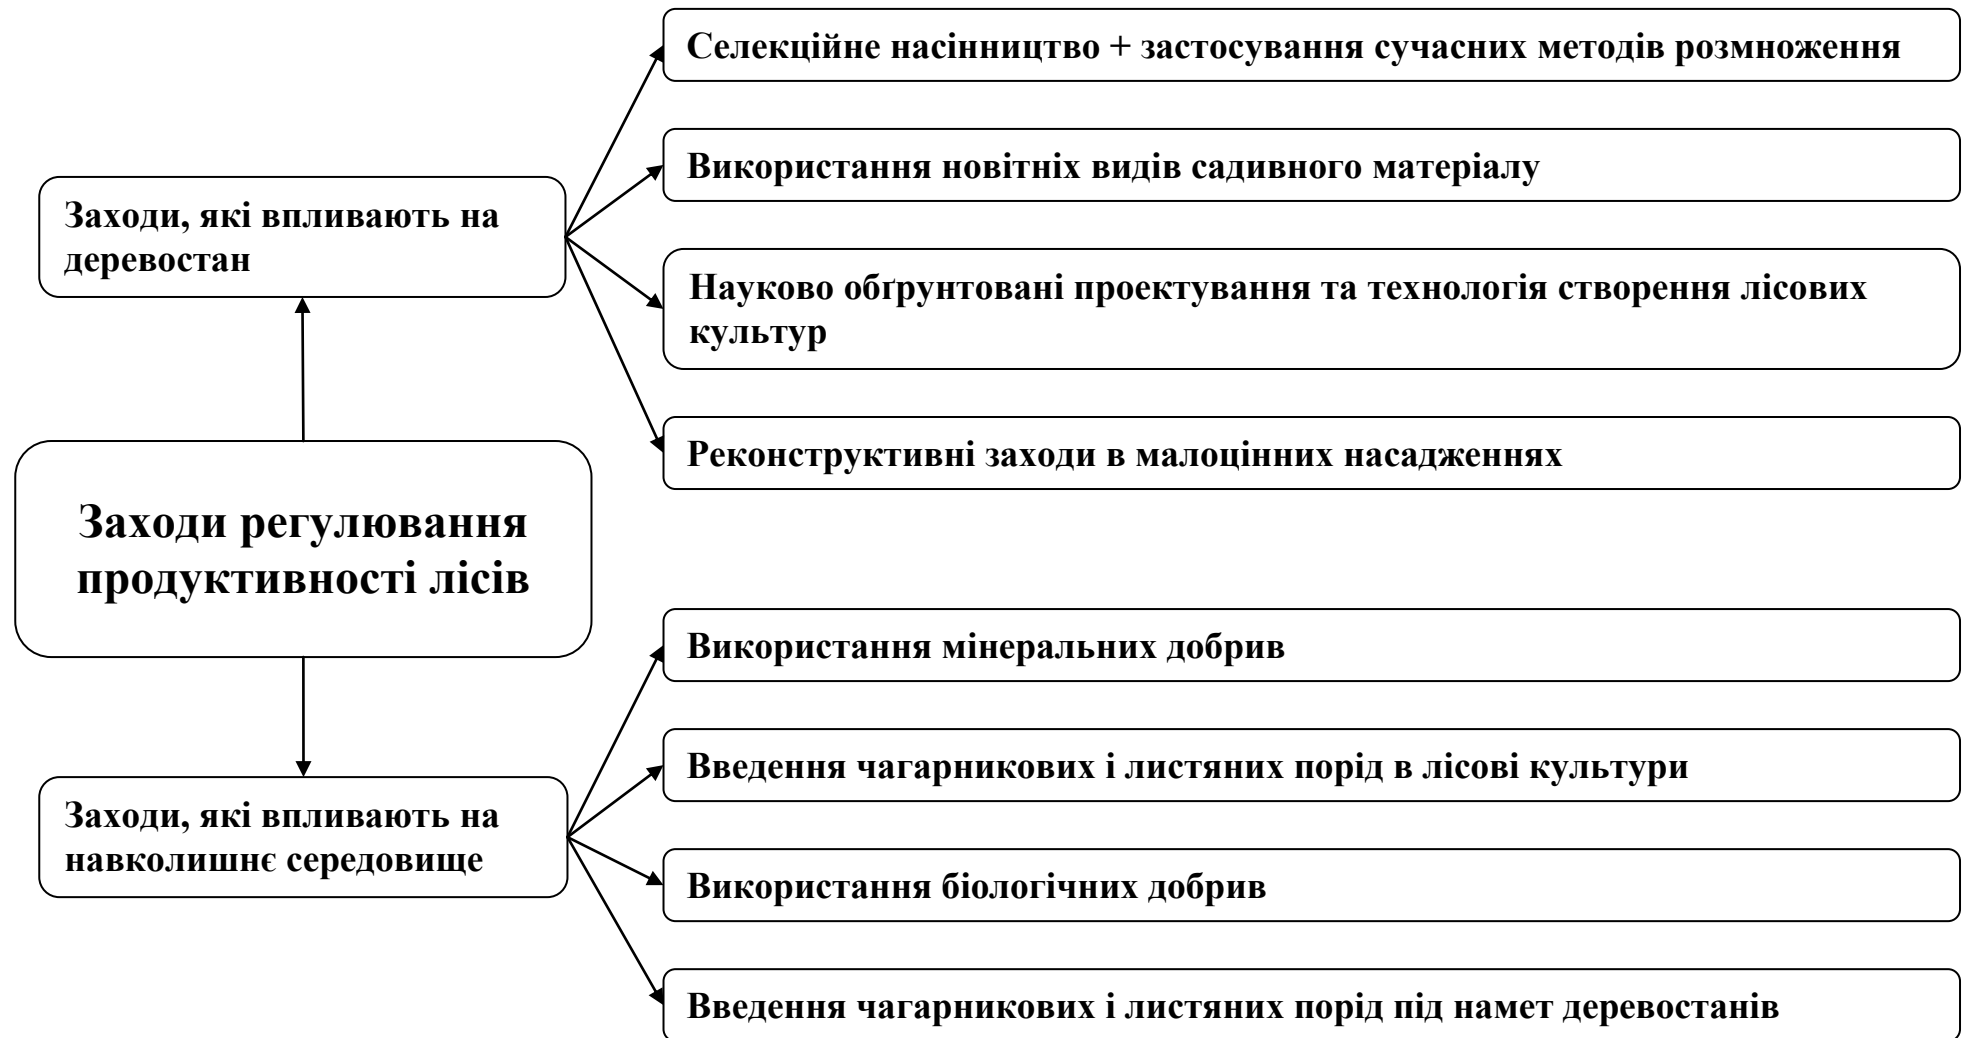 Селекційне насінництво + застосування сучасних методів розмноження
Використання новітніх видів садивного матеріалу
Заходи, які впливають на
деревостан
Науково обґрунтовані проектування та технологія створення лісових
культур
Реконструктивні заходи в малоцінних насадженнях
Заходи регулювання
продуктивності лісів
Використання мінеральних добрив
Введення чагарникових і листяних порід в лісові культури
Заходи, які впливають на
навколишнє середовище
Використання біологічних добрив
Введення чагарникових і листяних порід під намет деревостанів